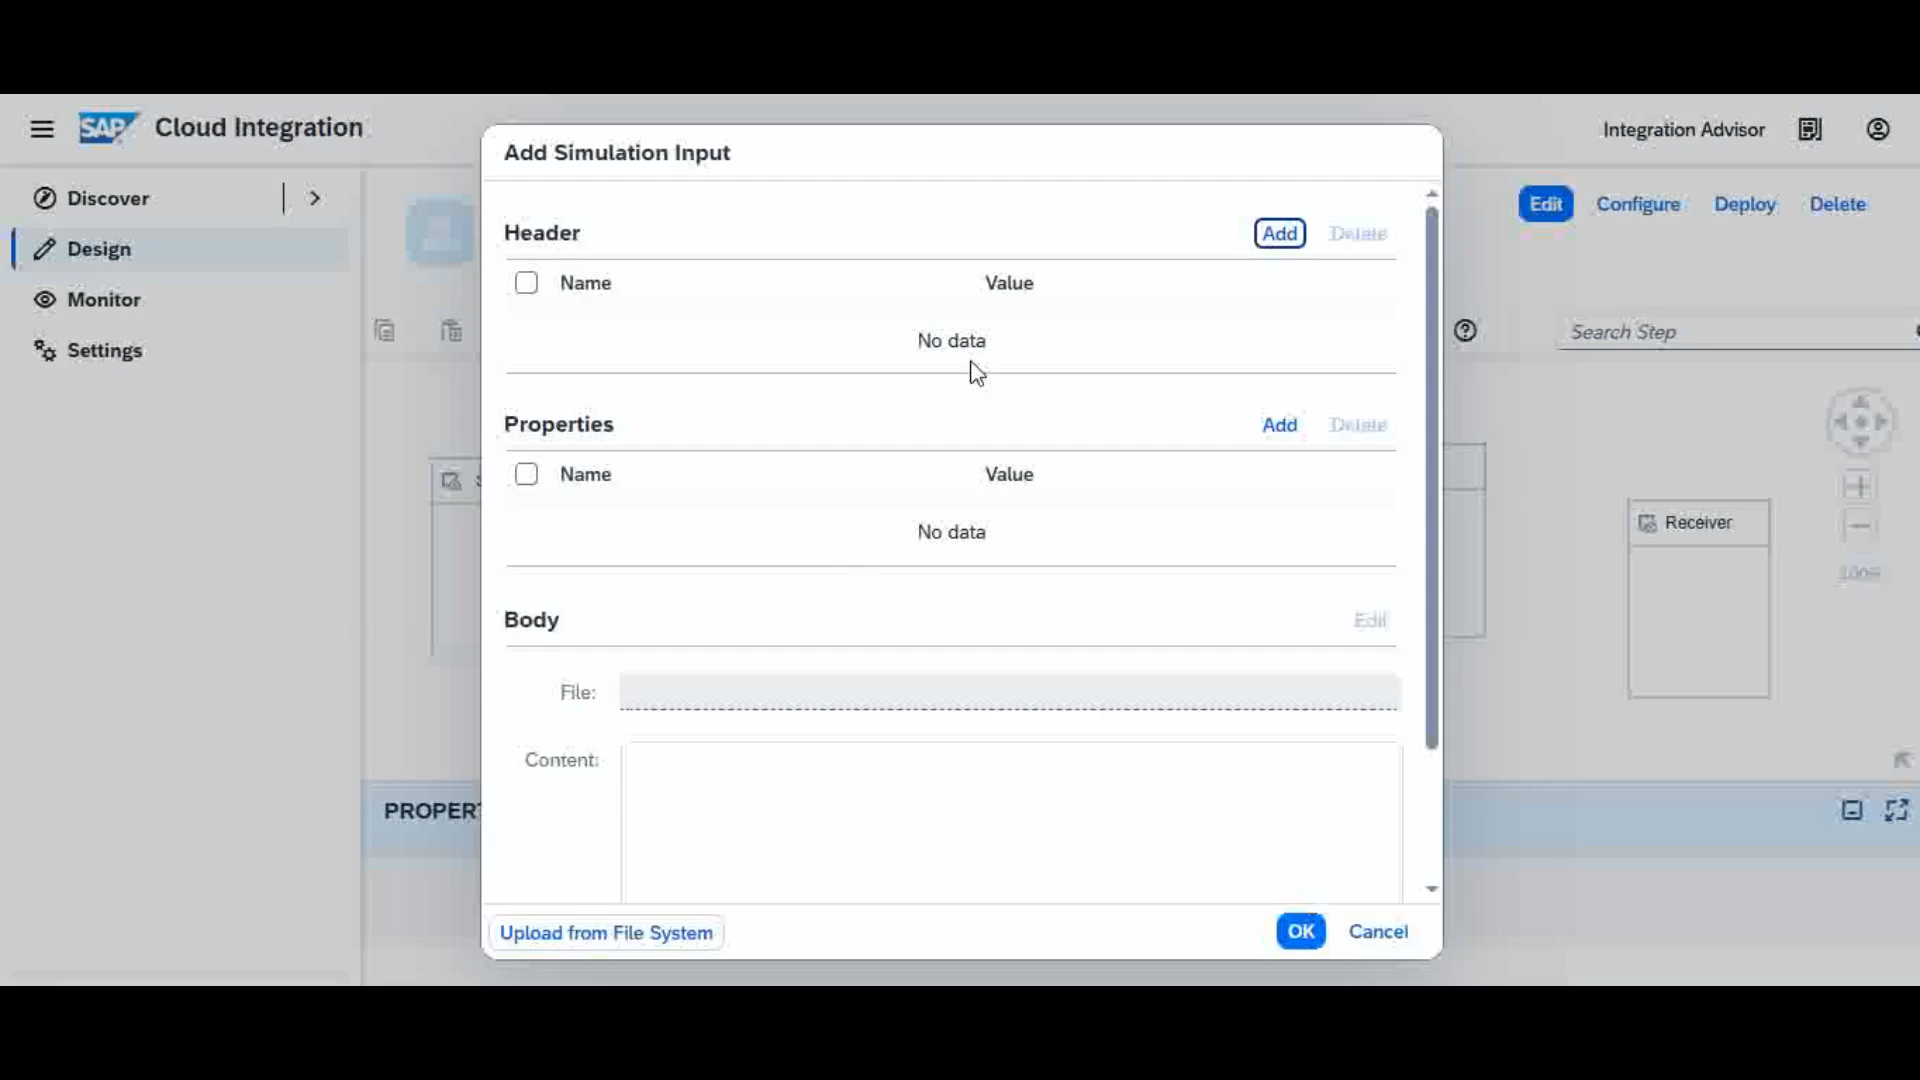 SAP Cloud Integration
Integration Advisor
Discover
Design
Monitor
Settings
Edit Configure Deploy Delete
Search Step
Add Simulation Input
Header
Add Delete
Name Value
No data
Properties
Add Delete
Name Value
No data
Body
Edit
File:
Content:
Upload from File System
OK Cancel
Receiver
100%
PROPERT